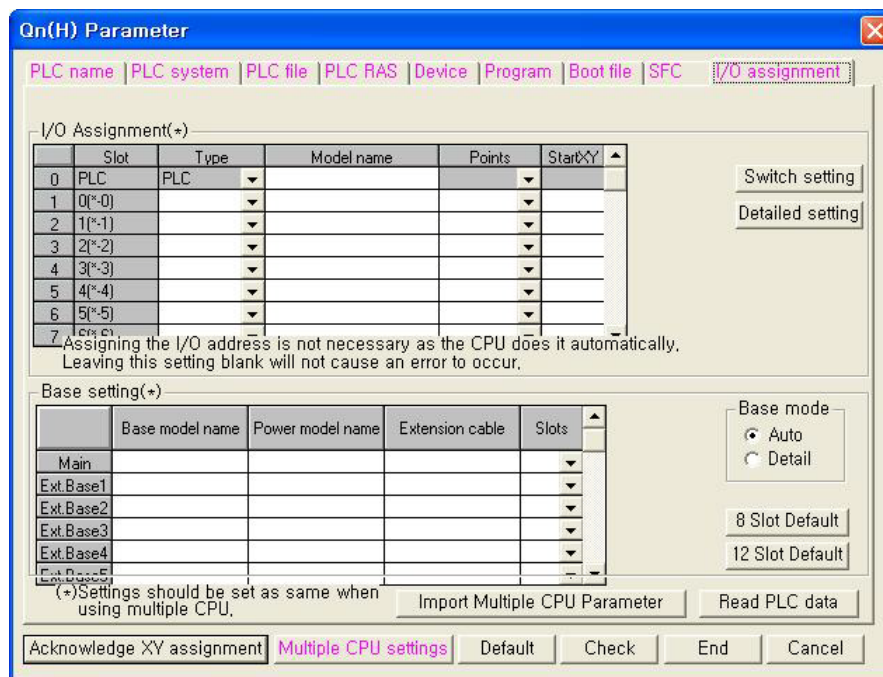 Qn(H) Parameter
PLC name PLC system PLC file PLC RAS Device Program Boot file SFC I/O assignment
I/O Assignment(*)
Slot Type Model name Points StartXY
0 PLC PLC
1 0(*-0)
2 1(*-1)
3 2(*-2)
4 3(*-3)
5 4(*-4)
6 5(*-5)
7
Switch setting
Detailed setting
Assigning the I/O address is not necessary as the CPU does it automatically.
Leaving this setting blank will not cause an error to occur.
Base setting(*)
Base model name Power model name Extension cable Slots
Main
Ext.Base1
Ext.Base2
Ext.Base3
Ext.Base4
Base mode
Auto
Detail
8 Slot Default
12 Slot Default
(*)Settings should be set as same when
using multiple CPU.
Import Multiple CPU Parameter Read PLC data
Acknowledge XY assignment Multiple CPU settings Default Check End Cancel